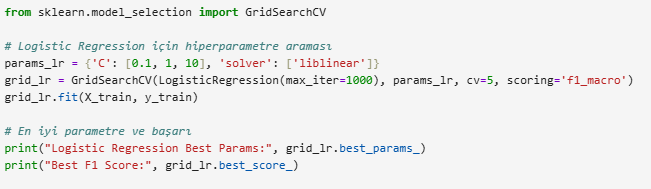 from sklearn.model_selection import GridSearchCV
# Logistic Regression için hiperparametre araması
params_lr = {'C': [0.1, 1, 10], 'solver': ['liblinear']}
grid_lr = GridSearchCV(LogisticRegression(max_iter=1000), params_lr, cv=5, scoring='f1_macro')
grid_lr.fit(X_train, y_train)
# En iyi parametre ve başarı
print("Logistic Regression Best Params:", grid_lr.best_params_)
print("Best F1 Score:", grid_lr.best_score_)